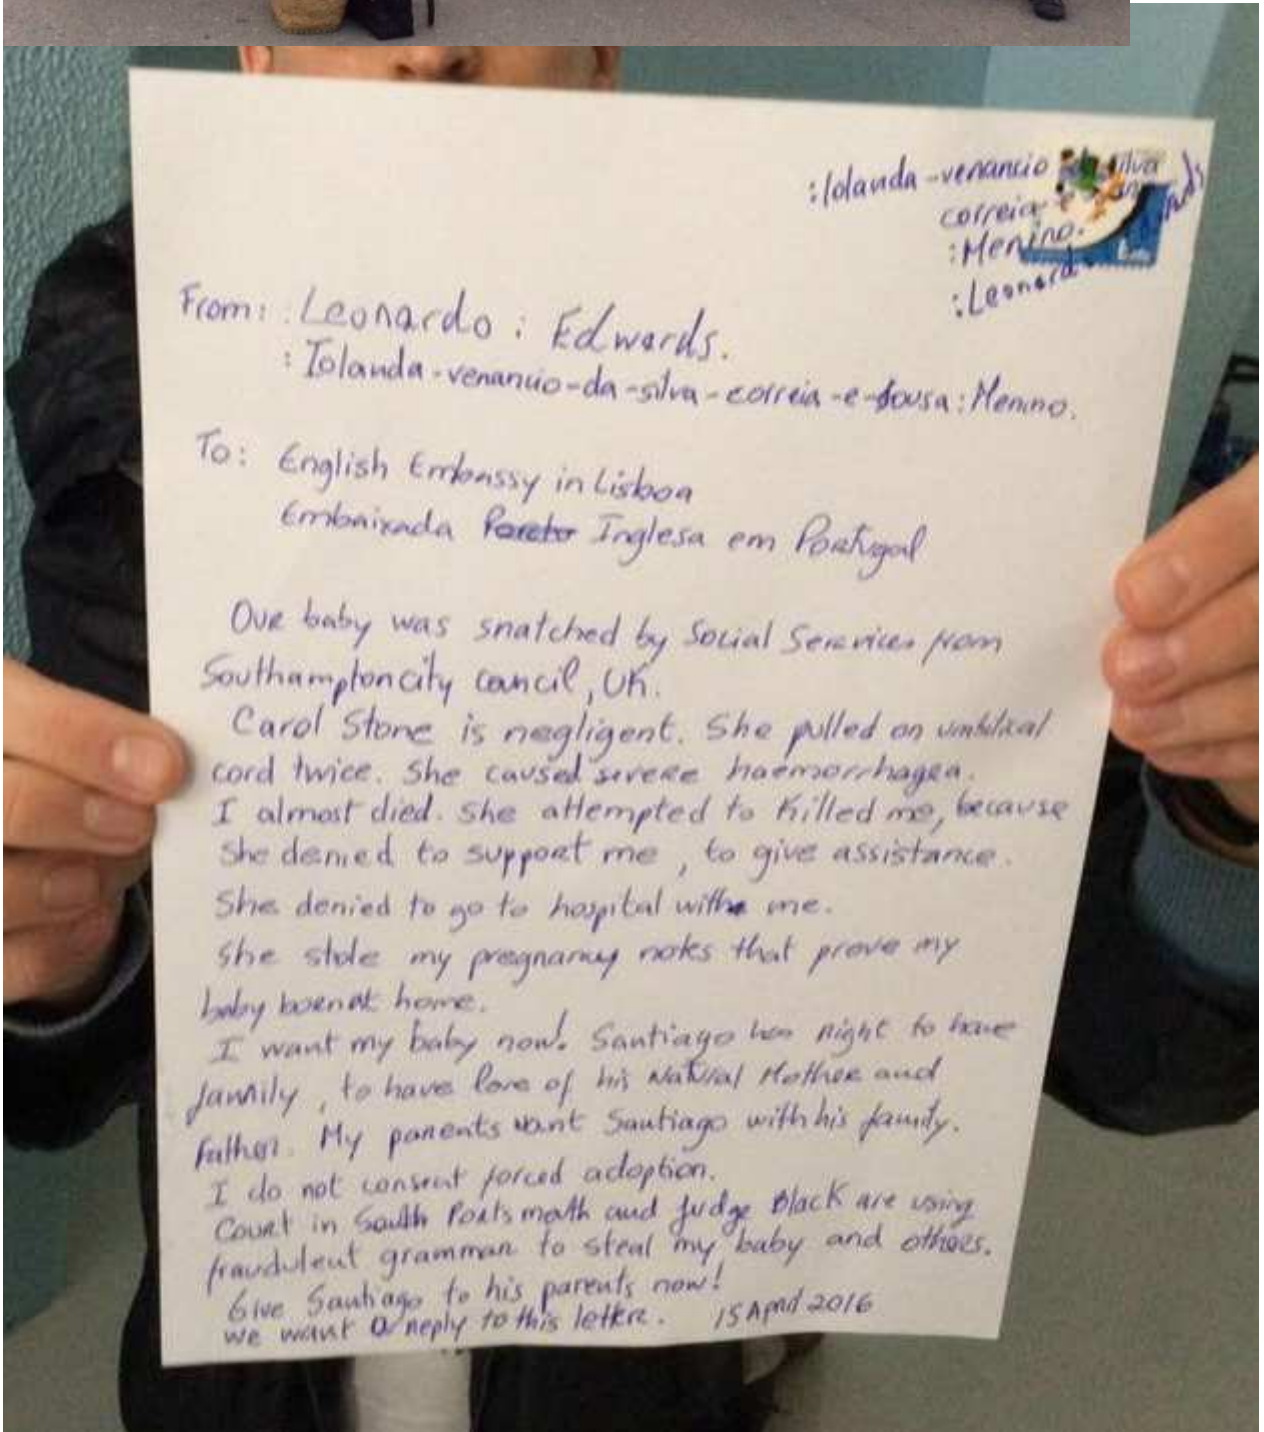 :Iolanda-venancio silva
correia e
:Menino.
:Leonard
From: :Leonardo : Edwards.
: Iolanda-venancio-da-silva-correia-e-Sousa:Menino.
To: English Embassy in Lisboa
Embaixada Inglesa em Portugal
Our baby was snatched by Social Services from
Southampton city council, UK.
Carol Stone is negligent. She pulled on umbilical
cord twice. She caused severe haemorrhagea.
I almost died. She attempted to killed me, because
She denied to support me, to give assistance.
She denied to go to hospital with me.
She stole my pregnancy notes that prove my
baby born at home.
I want my baby now! Santiago has right to have
family, to have love of his Natural Mother and
Father. My parents want Santiago with his family.
I do not consent forced adoption.
Court in South Portsmoth and Judge Black are using
fraudulent grammar to steal my baby and others.
Give Santiago to his parents now!
We want a reply to this letter. 15 April 2016